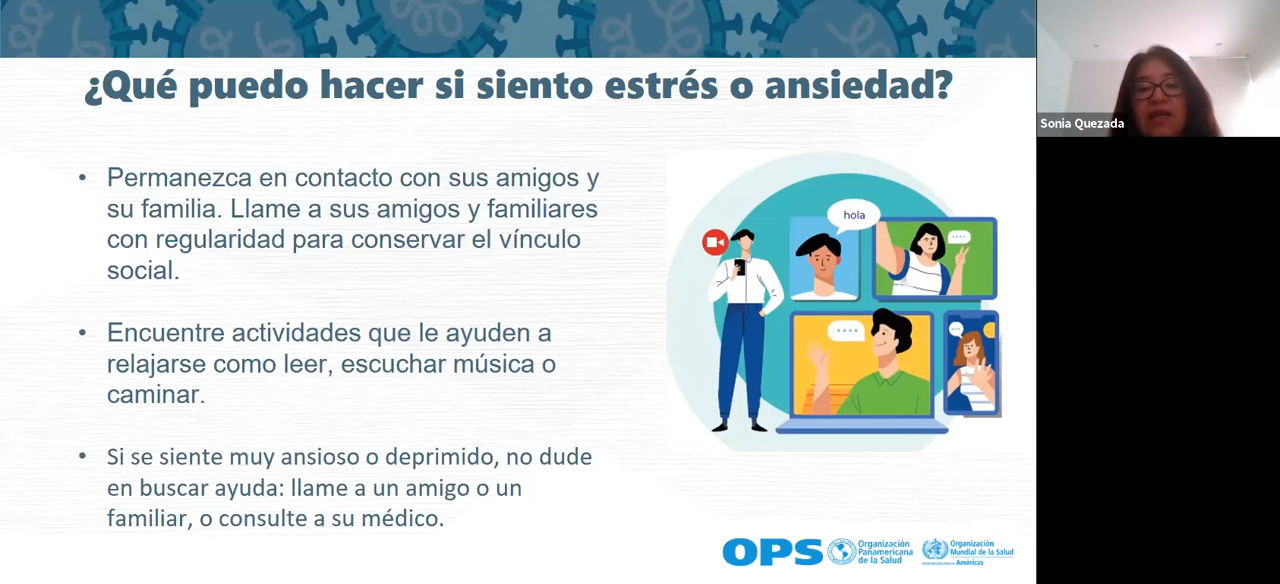 ¿Qué puedo hacer si siento estrés o ansiedad?
Sonia Quezada
• Permanezca en contacto con sus amigos y
su familia. Llame a sus amigos y familiares
con regularidad para conservar el vínculo
social.
• Encuentre actividades que le ayuden a
relajarse como leer, escuchar música o
caminar.
• Si se siente muy ansioso o deprimido, no dude
en buscar ayuda: llame a un amigo o un
familiar, o consulte a su médico.
hola
OPS
Organización
Panamericana
de la Salud
Organización
Mundial de la Salud
Américas